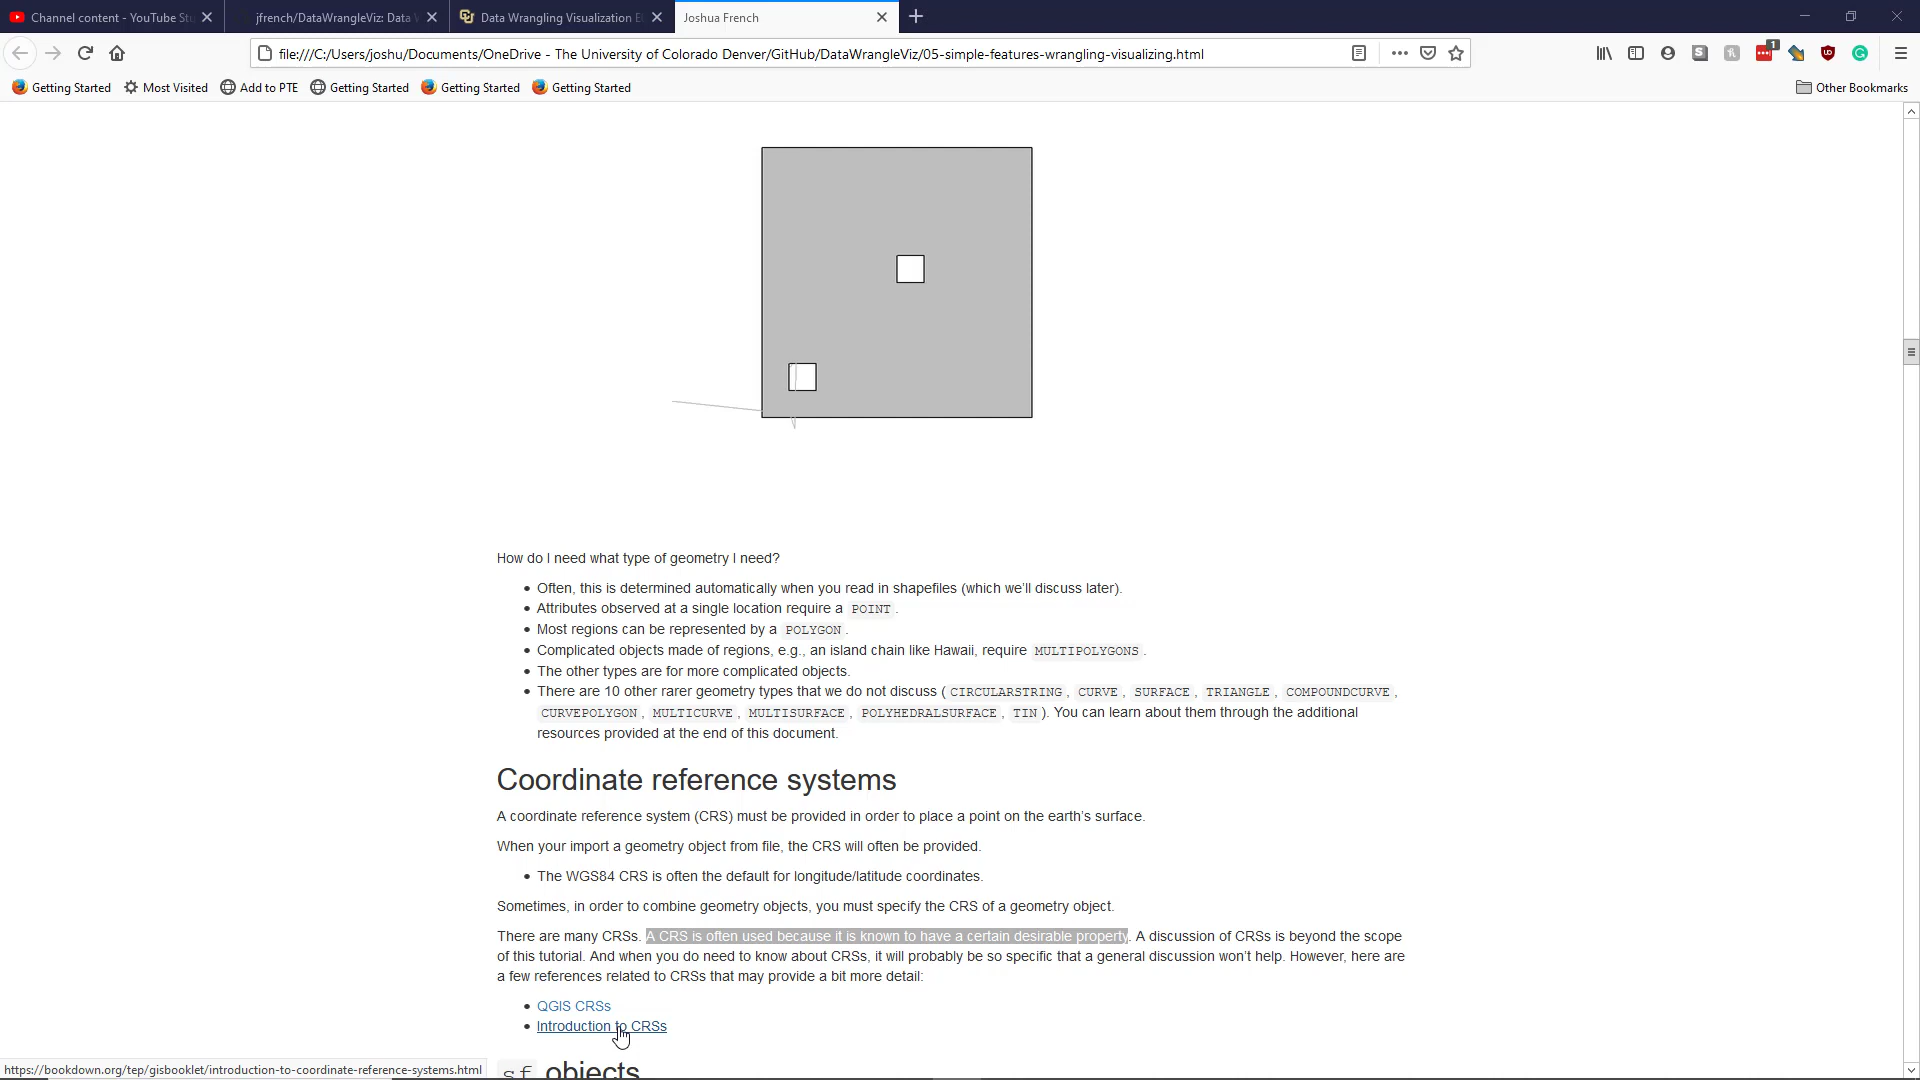 Channel content - YouTube St
jfrench/DataWrangleViz: Data
Data Wrangling Visualization E
Joshua French
file:///C:/Users/joshu/Documents/OneDrive - The University of Colorado Denver/GitHub/DataWrangleViz/05-simple-features-wrangling-visualizing.html
1
Getting Started
Most Visited
Add to PTE
Getting Started
Getting Started
Getting Started
Other Bookmarks
How do I need what type of geometry I need?
• Often, this is determined automatically when you read in shapefiles (which we'll discuss later).
• Attributes observed at a single location require a POINT.
• Most regions can be represented by a POLYGON.
• Complicated objects made of regions, e.g., an island chain like Hawaii, require MULTIPOLYGONS.
• The other types are for more complicated objects.
• There are 10 other rarer geometry types that we do not discuss (CIRCULARSTRING, CURVE, SURFACE, TRIANGLE, COMPOUNDCURVE,
CURVEPOLYGON, MULTICURVE, MULTISURFACE, POLYHEDRALSURFACE, TIN). You can learn about them through the additional
resources provided at the end of this document.
Coordinate reference systems
A coordinate reference system (CRS) must be provided in order to place a point on the earth's surface.
When your import a geometry object from file, the CRS will often be provided.
• The WGS84 CRS is often the default for longitude/latitude coordinates.
Sometimes, in order to combine geometry objects, you must specify the CRS of a geometry object.
There are many CRSs. A CRS is often used because it is known to have a certain desirable property. A discussion of CRSs is beyond the scope
of this tutorial. And when you do need to know about CRSs, it will probably be so specific that a general discussion won't help. However, here are
a few references related to CRSs that may provide a bit more detail:
• QGIS CRSs
• Introduction to CRSs
sf objects
https://bookdown.org/tep/gisbooklet/introduction-to-coordinate-reference-systems.html